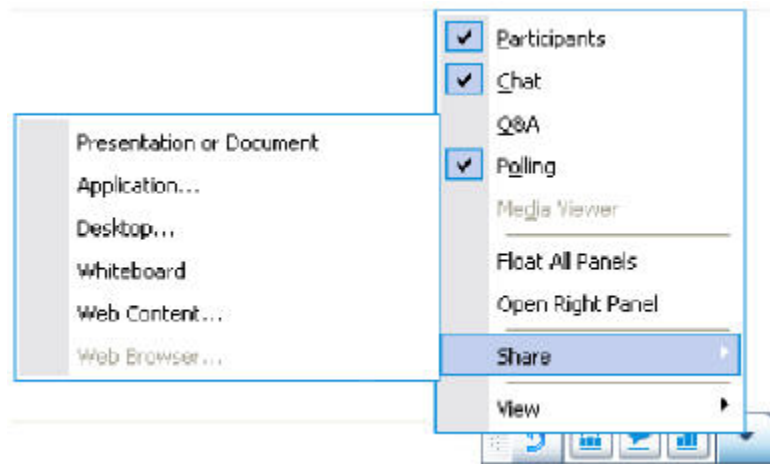 Participants
Chat
Q&A
Polling
Media Viewer
Float All Panels
Open Right Panel
Share
View
Presentation or Document
Application...
Desktop...
Whiteboard
Web Content...
Web Browser...